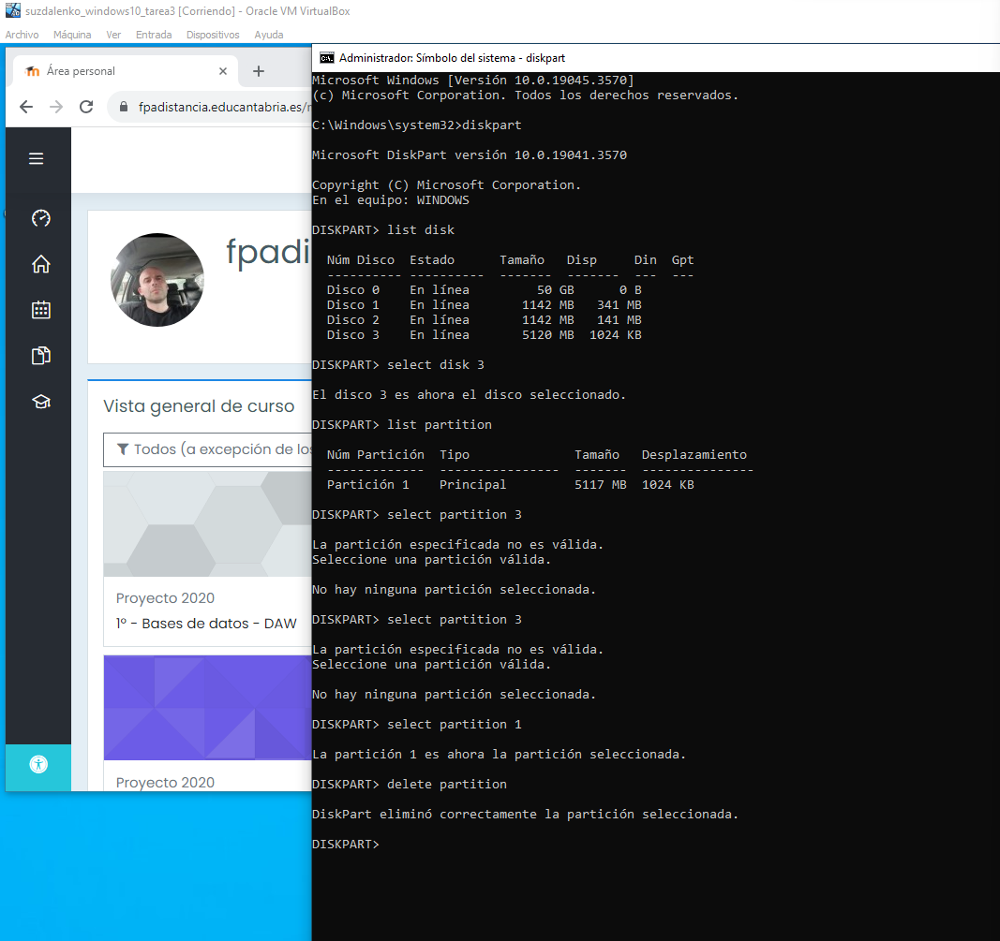 suzdalenko_windows10_tarea3 [Corriendo] - Oracle VM VirtualBox
Archivo Máquina Ver Entrada Dispositivos Ayuda
Área personal
fpadistancia.educantabria.es/
fpadi
Vista general de curso
Todos (a excepción de los
Proyecto 2020
1º - Bases de datos - DAW
Proyecto 2020
Administrador: Símbolo del sistema - diskpart
Microsoft Windows [Versión 10.0.19045.3570]
(c) Microsoft Corporation. Todos los derechos reservados.
C:\Windows\system32>diskpart
Microsoft DiskPart versión 10.0.19041.3570
Copyright (C) Microsoft Corporation.
En el equipo: WINDOWS
DISKPART> list disk
Núm Disco  Estado      Tamaño   Disp     Din  Gpt
---------- ----------  -------  -------  ---  ---
Disco 0    En línea         50 GB      0 B
Disco 1    En línea       1142 MB   341 MB
Disco 2    En línea       1142 MB   141 MB
Disco 3    En línea       5120 MB  1024 KB
DISKPART> select disk 3
El disco 3 es ahora el disco seleccionado.
DISKPART> list partition
Núm Partición  Tipo              Tamaño   Desplazamiento
-------------  ----------------  -------  ---------------
Partición 1    Principal         5117 MB  1024 KB
DISKPART> select partition 3
La partición especificada no es válida.
Seleccione una partición válida.
No hay ninguna partición seleccionada.
DISKPART> select partition 3
La partición especificada no es válida.
Seleccione una partición válida.
No hay ninguna partición seleccionada.
DISKPART> select partition 1
La partición 1 es ahora la partición seleccionada.
DISKPART> delete partition
DiskPart eliminó correctamente la partición seleccionada.
DISKPART>